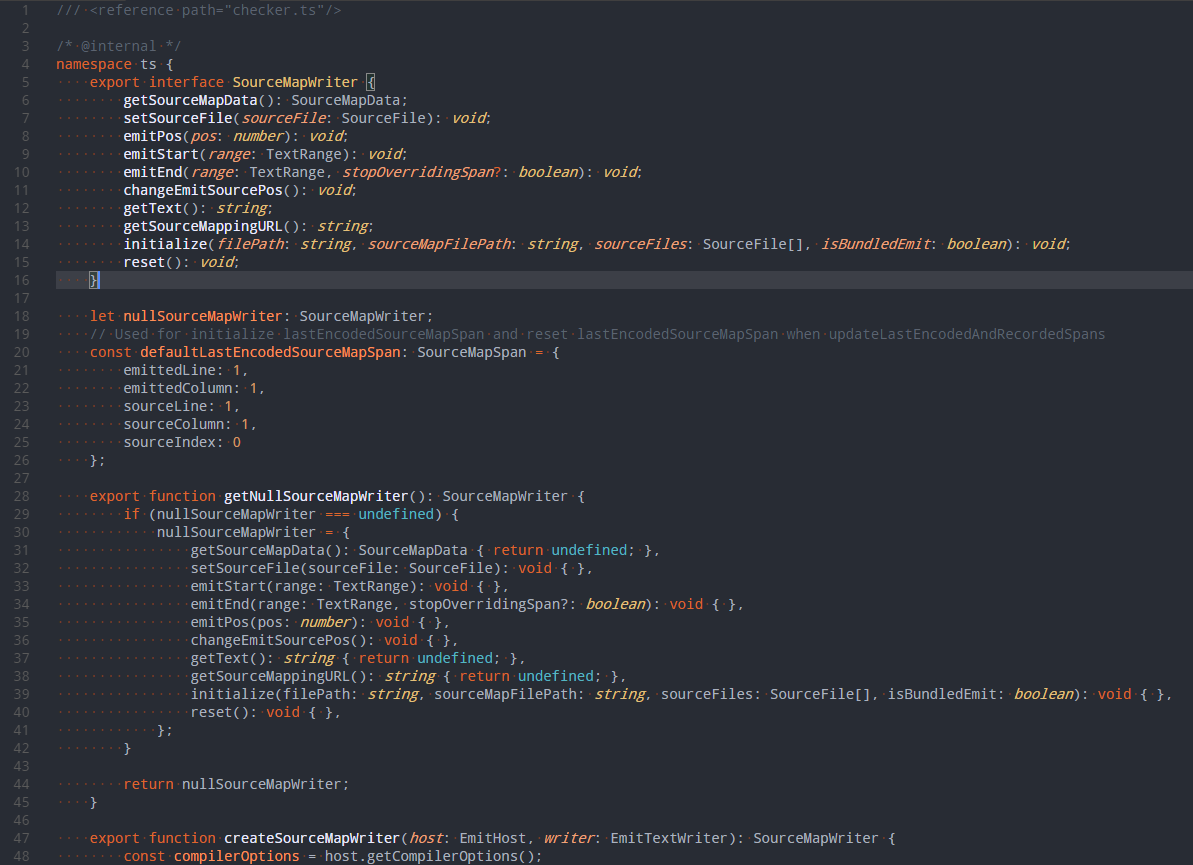 1 /// <reference path="checker.ts"/>
2
3 /* @internal */
4 namespace ts {
5     export interface SourceMapWriter {
6         getSourceMapData(): SourceMapData;
7         setSourceFile(sourceFile: SourceFile): void;
8         emitPos(pos: number): void;
9         emitStart(range: TextRange): void;
10         emitEnd(range: TextRange, stopOverridingSpan?: boolean): void;
11         changeEmitSourcePos(): void;
12         getText(): string;
13         getSourceMappingURL(): string;
14         initialize(filePath: string, sourceMapFilePath: string, sourceFiles: SourceFile[], isBundledEmit: boolean): void;
15         reset(): void;
16     }
17
18     let nullSourceMapWriter: SourceMapWriter;
19     // Used for initialize lastEncodedSourceMapSpan and reset lastEncodedSourceMapSpan when updateLastEncodedAndRecordedSpans
20     const defaultLastEncodedSourceMapSpan: SourceMapSpan = {
21         emittedLine: 1,
22         emittedColumn: 1,
23         sourceLine: 1,
24         sourceColumn: 1,
25         sourceIndex: 0
26     };
27
28     export function getNullSourceMapWriter(): SourceMapWriter {
29         if (nullSourceMapWriter === undefined) {
30             nullSourceMapWriter = {
31                 getSourceMapData(): SourceMapData { return undefined; },
32                 setSourceFile(sourceFile: SourceFile): void { },
33                 emitStart(range: TextRange): void { },
34                 emitEnd(range: TextRange, stopOverridingSpan?: boolean): void { },
35                 emitPos(pos: number): void { },
36                 changeEmitSourcePos(): void { },
37                 getText(): string { return undefined; },
38                 getSourceMappingURL(): string { return undefined; },
39                 initialize(filePath: string, sourceMapFilePath: string, sourceFiles: SourceFile[], isBundledEmit: boolean): void { },
40                 reset(): void { },
41             };
42         }
43
44         return nullSourceMapWriter;
45     }
46
47     export function createSourceMapWriter(host: EmitHost, writer: EmitTextWriter): SourceMapWriter {
48         const compilerOptions = host.getCompilerOptions();